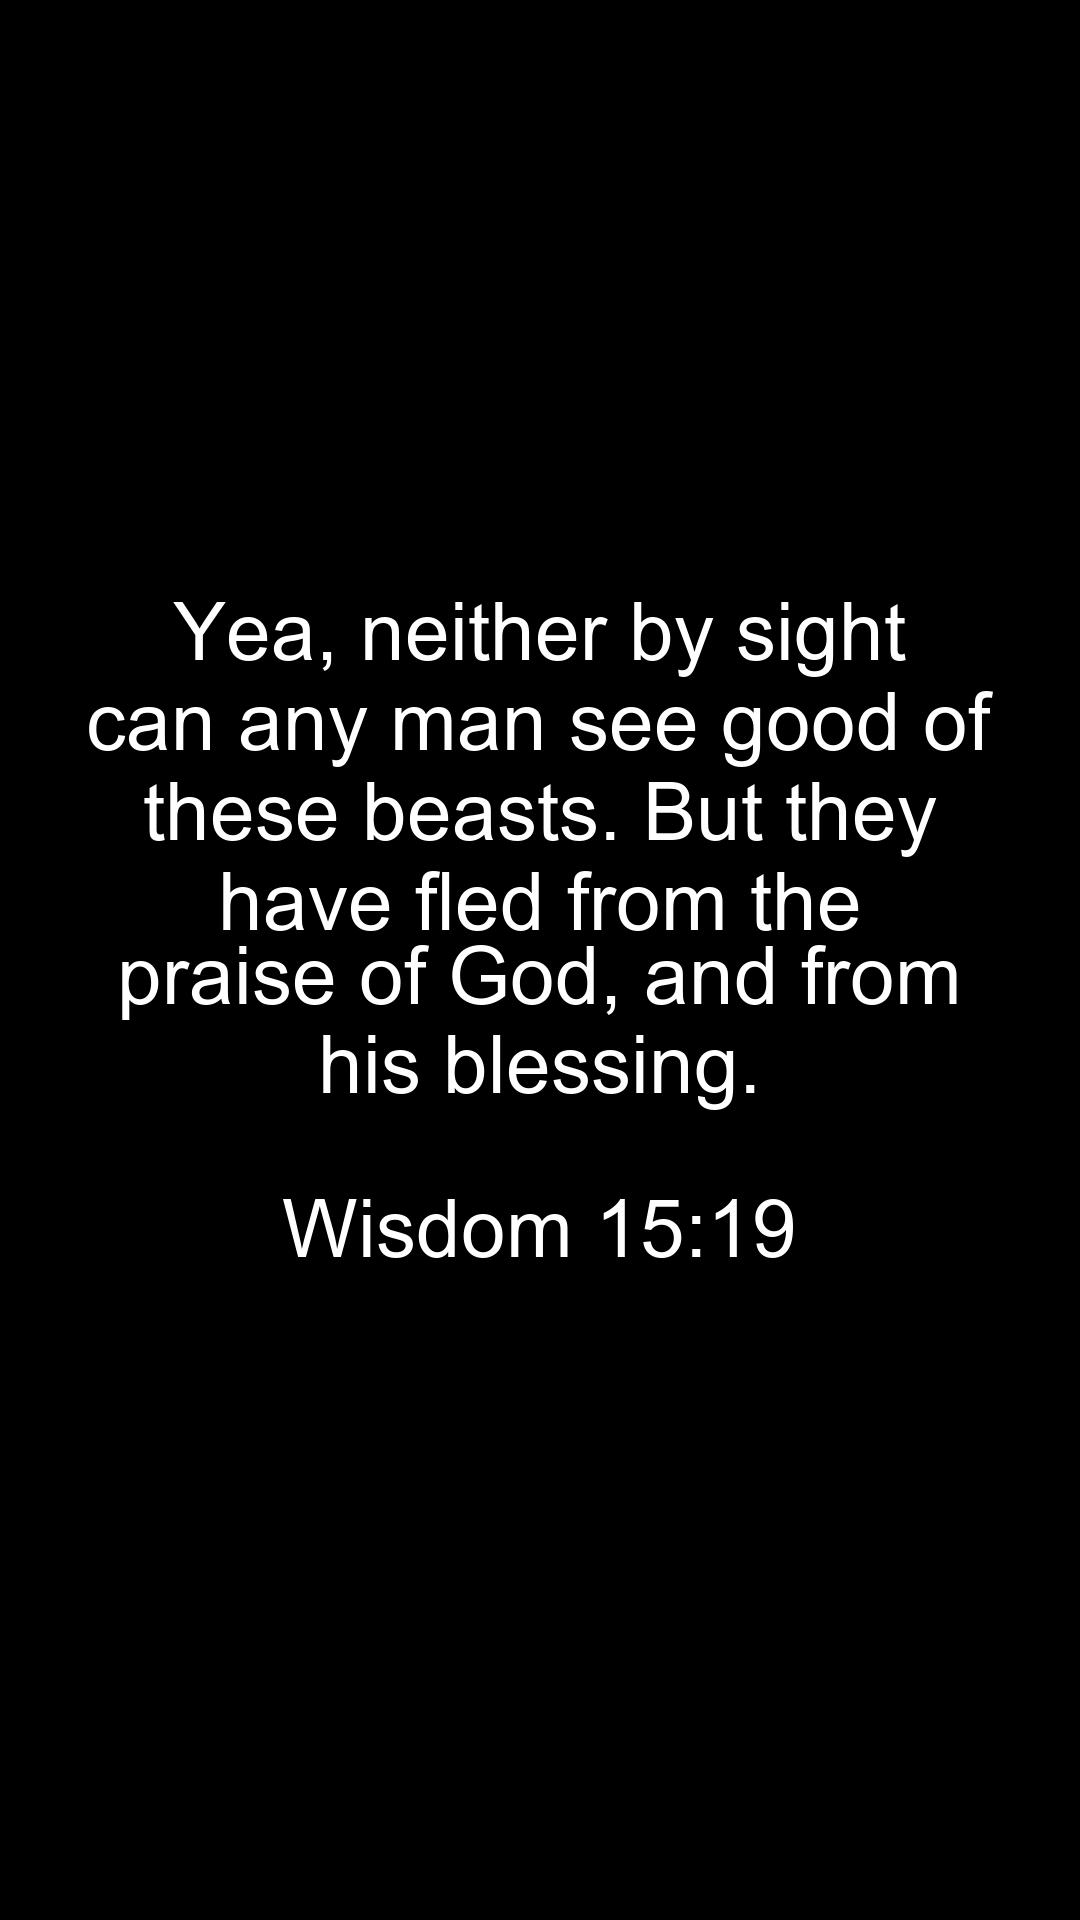 Yea, neither by sight
can any man see good of
these beasts. But they
have fled from the
praise of God, and from
his blessing.
Wisdom 15:19